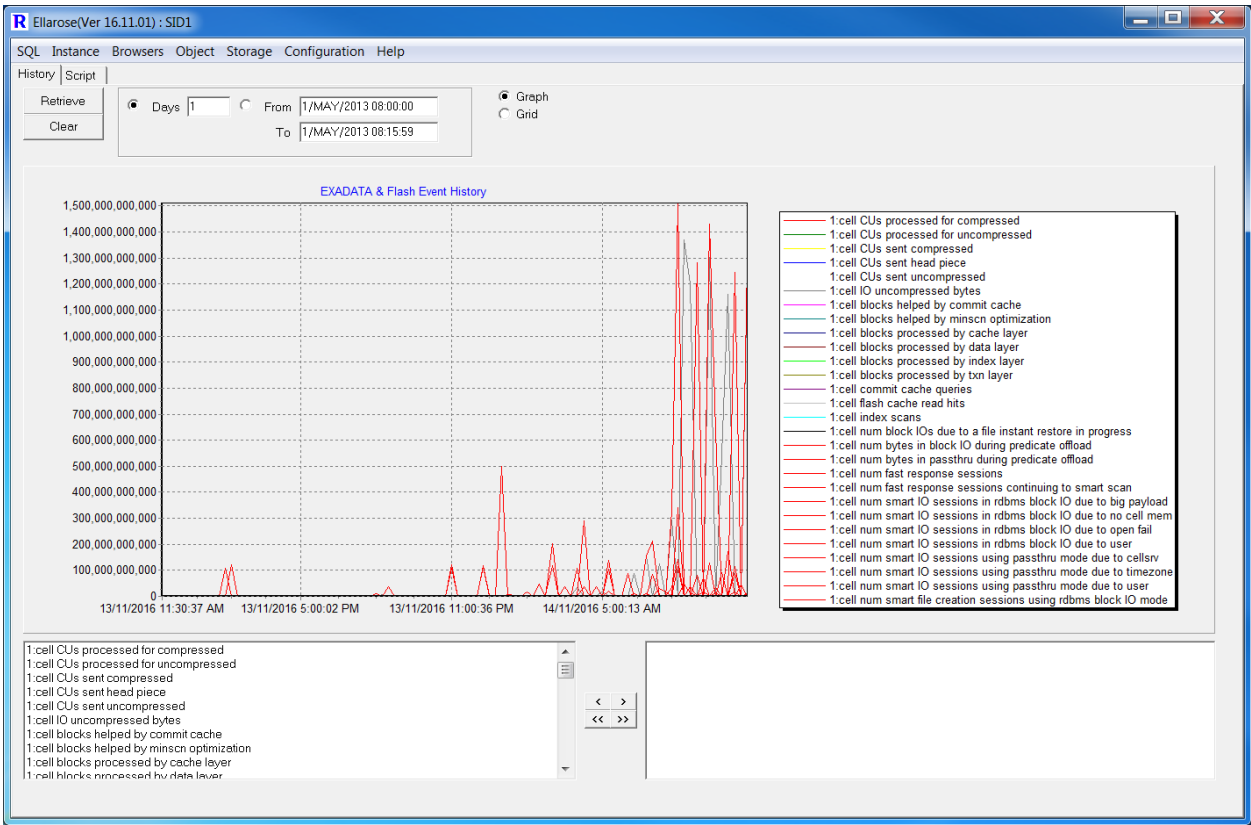 R Ellarose(Ver 16.11.01) : SID1
SQL Instance Browsers Object Storage Configuration Help
History Script
Retrieve
Clear
Days 1 From 1/MAY/2013 08:00:00
To 1/MAY/2013 08:15:59
Graph
Grid
EXADATA & Flash Event History
1,500,000,000,000
1,400,000,000,000
1,300,000,000,000
1,200,000,000,000
1,100,000,000,000
1,000,000,000,000
900,000,000,000
800,000,000,000
700,000,000,000
600,000,000,000
500,000,000,000
400,000,000,000
300,000,000,000
200,000,000,000
100,000,000,000
0
13/11/2016 11:30:37 AM 13/11/2016 5:00:02 PM 13/11/2016 11:00:36 PM 14/11/2016 5:00:13 AM
1:cell CUs processed for compressed
1:cell CUs processed for uncompressed
1:cell CUs sent compressed
1:cell CUs sent head piece
1:cell CUs sent uncompressed
1:cell IO uncompressed bytes
1:cell blocks helped by commit cache
1:cell blocks helped by minscn optimization
1:cell blocks processed by cache layer
1:cell blocks processed by data layer
1:cell blocks processed by index layer
1:cell blocks processed by txn layer
1:cell commit cache queries
1:cell flash cache read hits
1:cell index scans
1:cell num block IOs due to a file instant restore in progress
1:cell num bytes in block IO during predicate offload
1:cell num bytes in passthru during predicate offload
1:cell num fast response sessions
1:cell num fast response sessions continuing to smart scan
1:cell num smart IO sessions in rdbms block IO due to big payload
1:cell num smart IO sessions in rdbms block IO due to no cell mem
1:cell num smart IO sessions in rdbms block IO due to open fail
1:cell num smart IO sessions in rdbms block IO due to user
1:cell num smart IO sessions using passthru mode due to cellsrv
1:cell num smart IO sessions using passthru mode due to timezone
1:cell num smart IO sessions using passthru mode due to user
1:cell num smart file creation sessions using rdbms block IO mode
1:cell CUs processed for compressed
1:cell CUs processed for uncompressed
1:cell CUs sent compressed
1:cell CUs sent head piece
1:cell CUs sent uncompressed
1:cell IO uncompressed bytes
1:cell blocks helped by commit cache
1:cell blocks helped by minscn optimization
1:cell blocks processed by cache layer
1:cell blocks processed by data layer
< >
<< >>